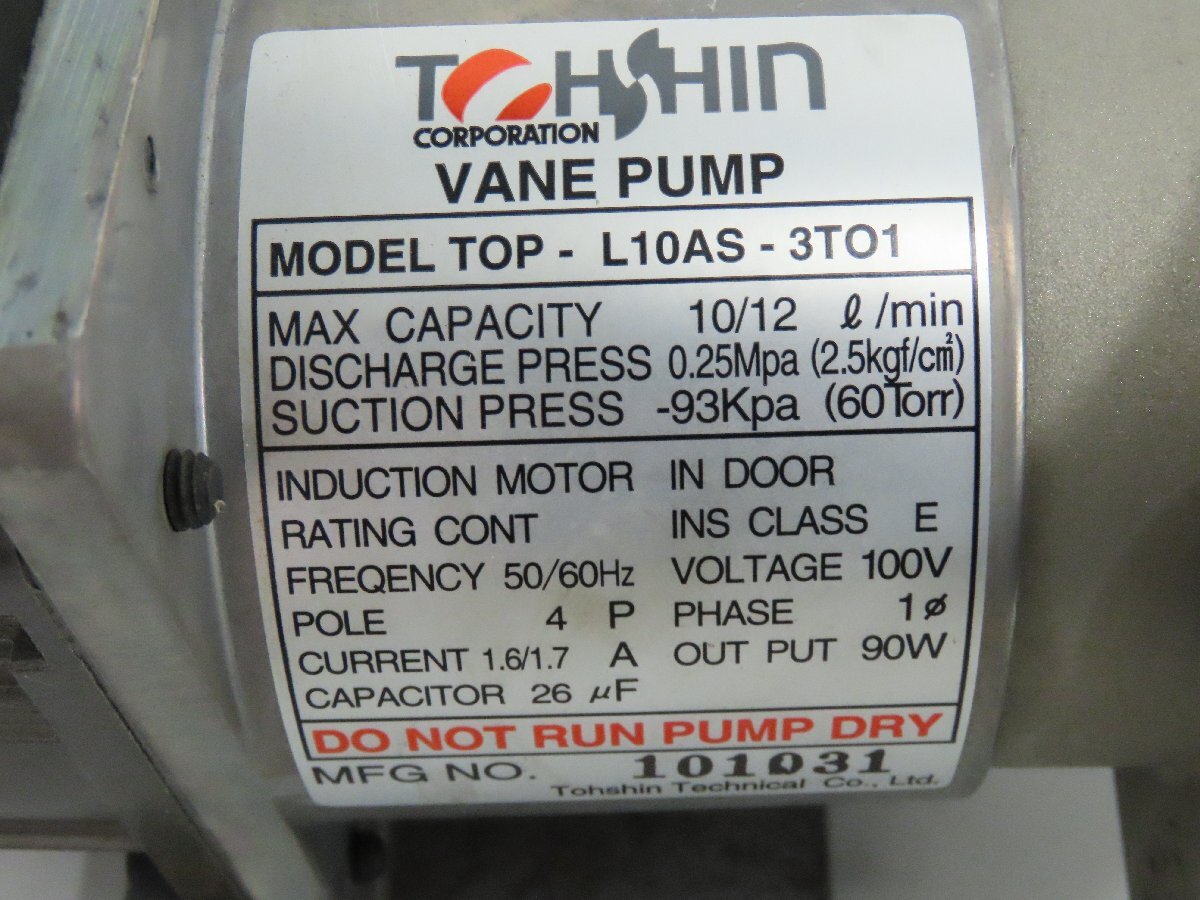 TOHSHIN
CORPORATION
VANE PUMP
MODEL TOP - L10AS - 3TO1
MAX CAPACITY 10/12 ℓ/min
DISCHARGE PRESS 0.25Mpa (2.5kgf/c㎡)
SUCTION PRESS -93Kpa (60Torr)
INDUCTION MOTOR IN DOOR
RATING CONT INS CLASS E
FREQENCY 50/60Hz VOLTAGE 100V
POLE 4 P PHASE 1ø
CURRENT 1.6/1.7 A OUT PUT 90W
CAPACITOR 26 μF
DO NOT RUN PUMP DRY
MFG NO. 101031
Tohshin Technical Co., Ltd.